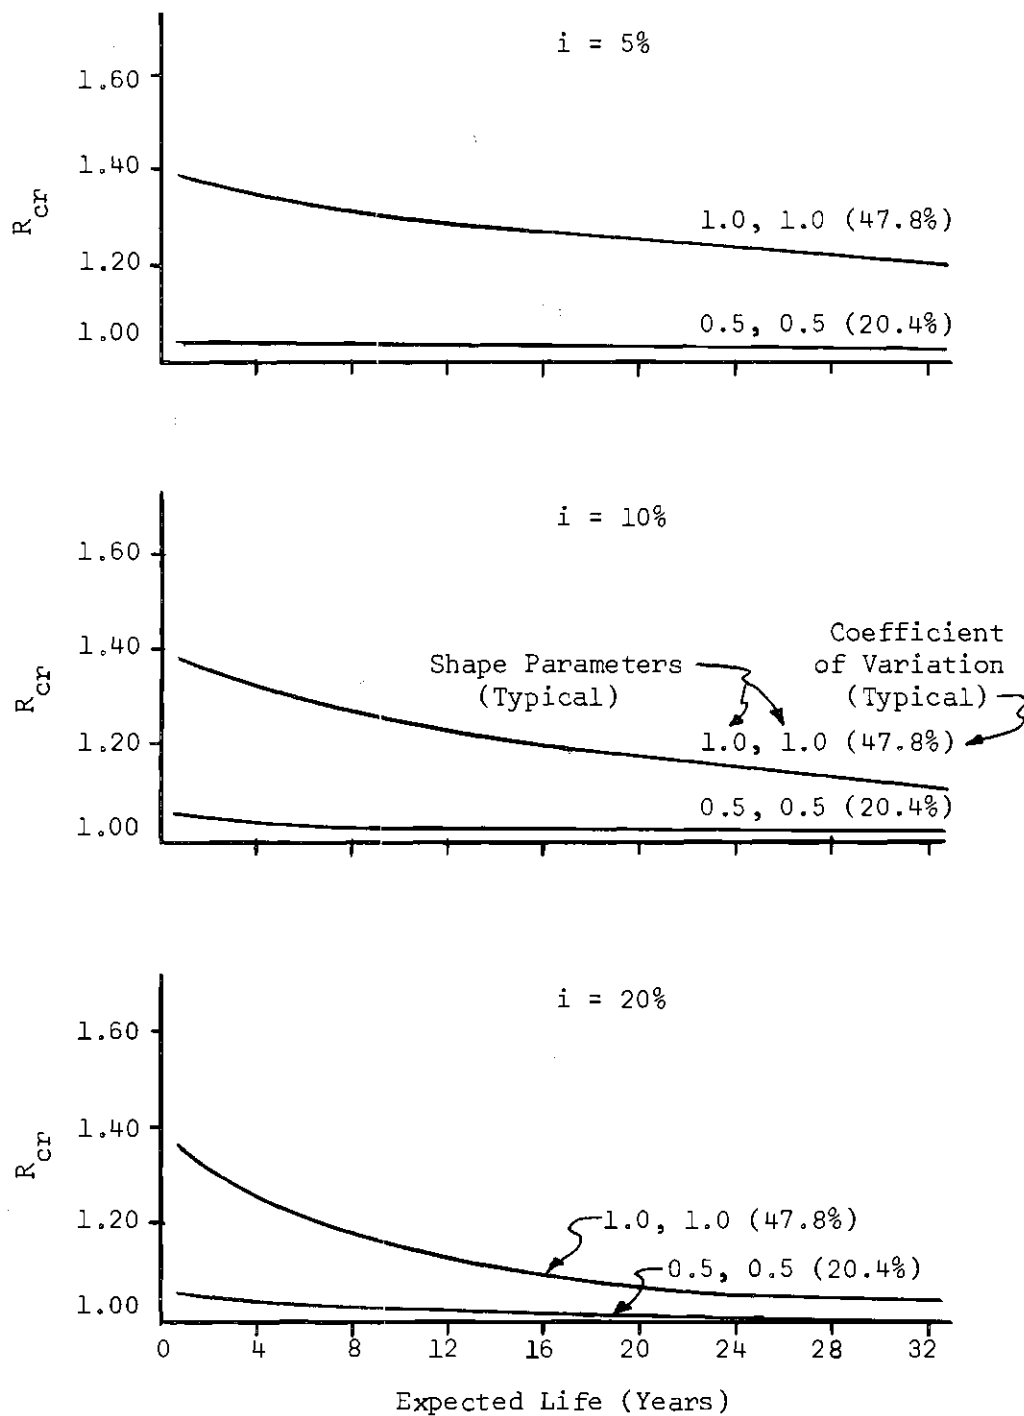 i = 5%
1.60
1.40
1.20
1.00
R_cr
1.0, 1.0 (47.8%)
0.5, 0.5 (20.4%)
i = 10%
1.60
1.40
1.20
1.00
R_cr
Shape Parameters
(Typical)
Coefficient
of Variation
(Typical)
1.0, 1.0 (47.8%)
0.5, 0.5 (20.4%)
i = 20%
1.60
1.40
1.20
1.00
R_cr
1.0, 1.0 (47.8%)
0.5, 0.5 (20.4%)
0 4 8 12 16 20 24 28 32
Expected Life (Years)